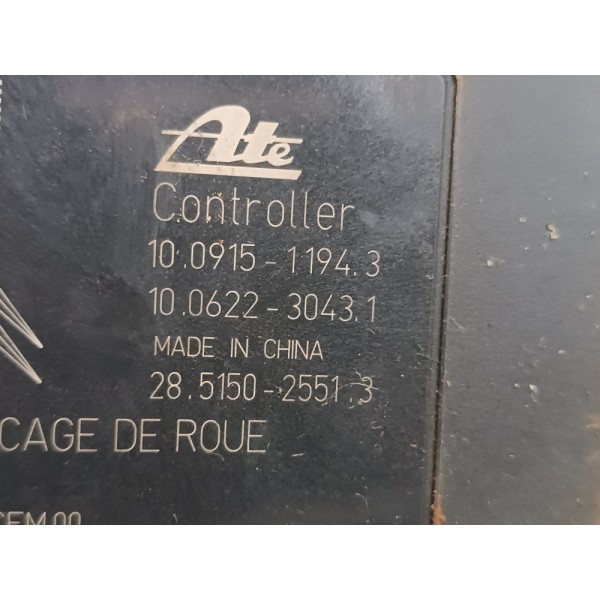 Ate
Controller
10.0915-1194.3
10.0622-3043.1
MADE IN CHINA
28.5150-2551.3
CAGE DE ROUE